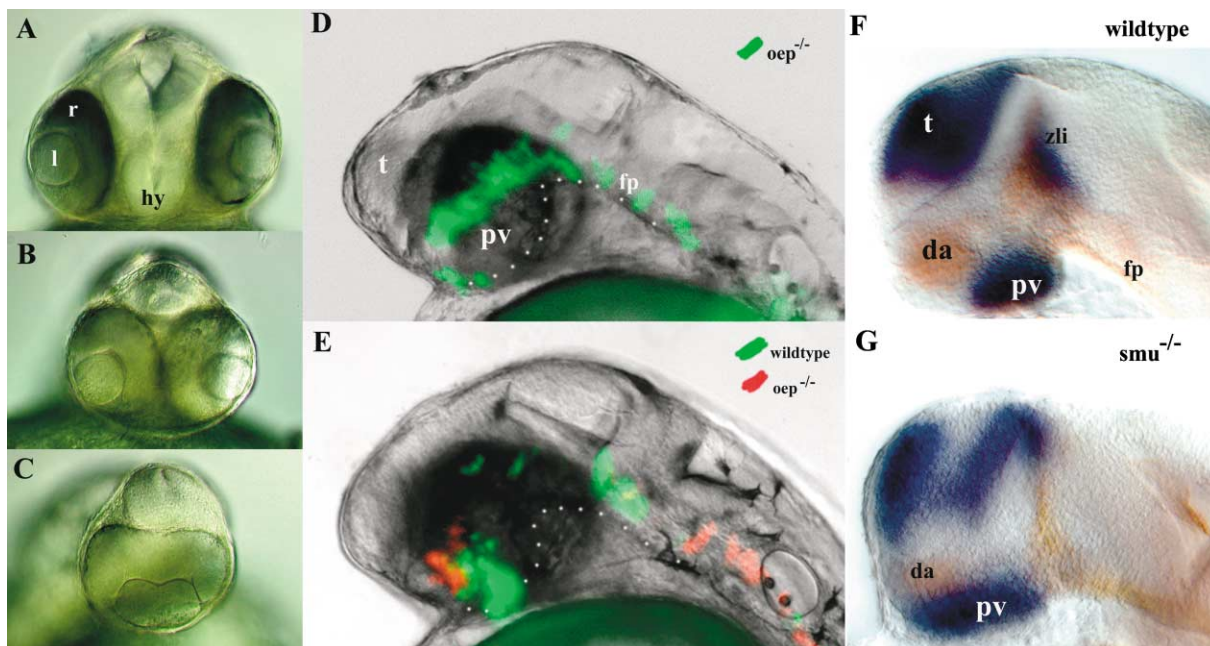 A
r
l
hy
B
C
D
oep-/-
t
fp
pv
E
wildtype
oep -/-
F
wildtype
t
zli
da
pv
fp
G
smu-/-
da
pv